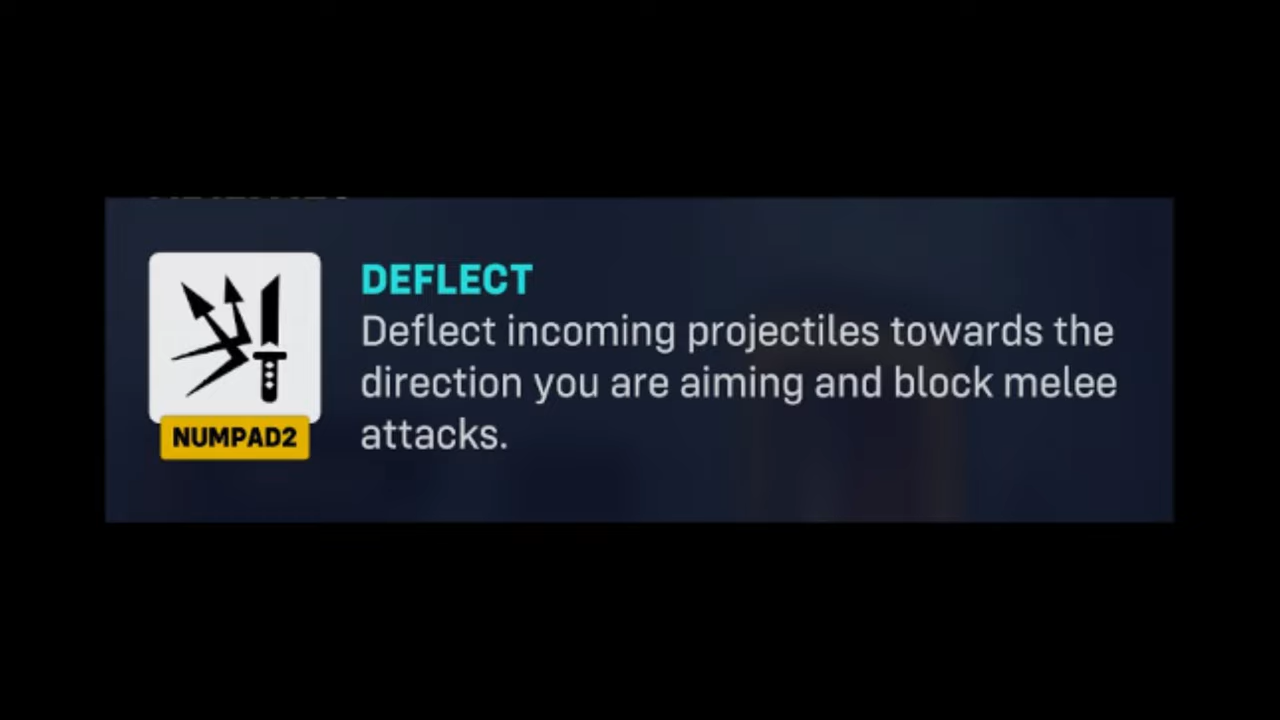 DEFLECT
Deflect incoming projectiles towards the
direction you are aiming and block melee
attacks.
NUMPAD2